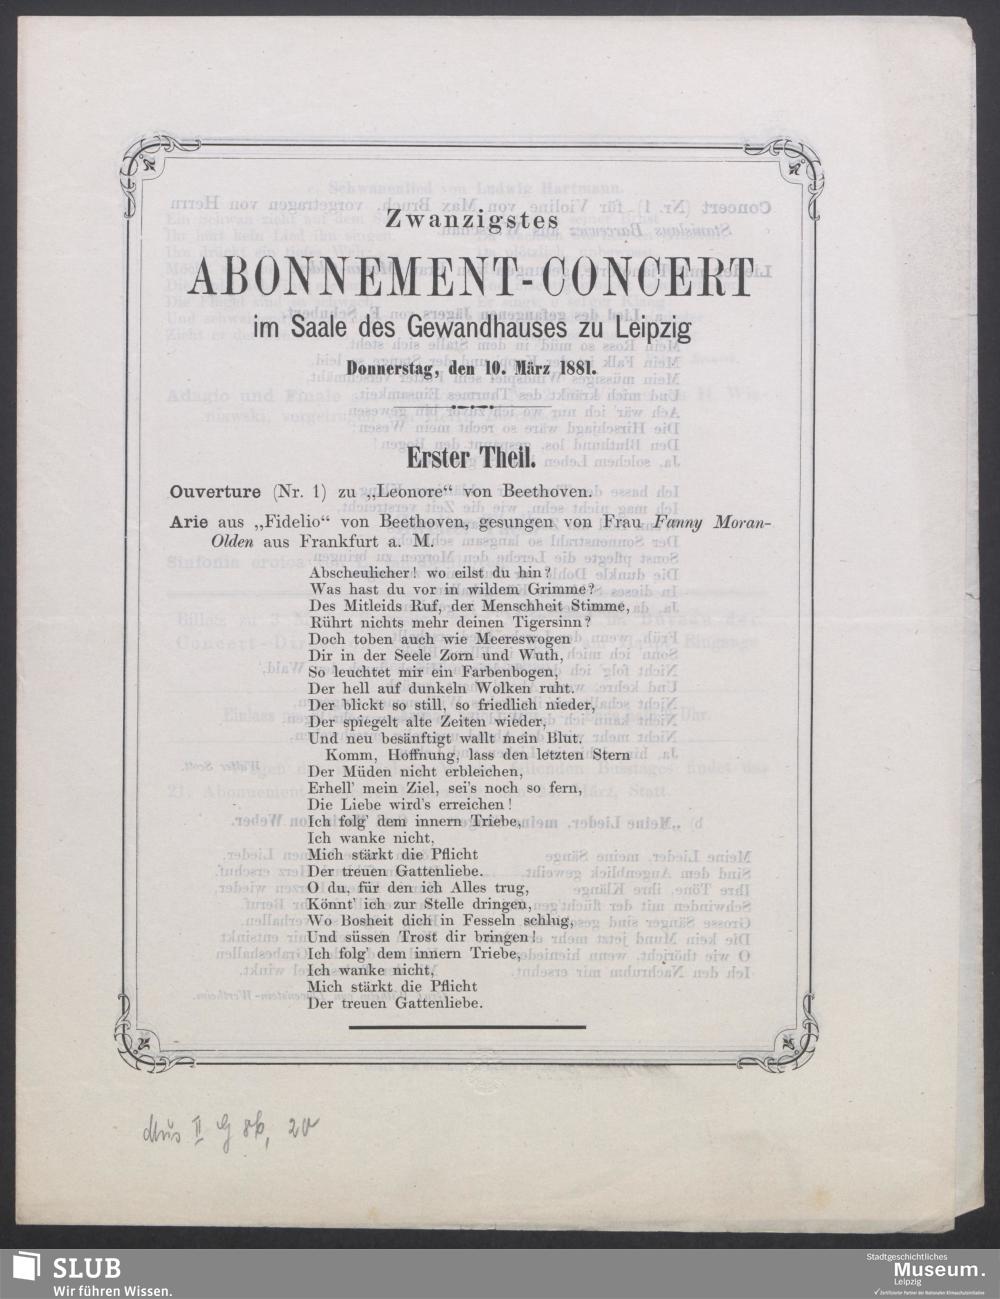 Zwanzigstes
ABONNEMENT-CONCERT
im Saale des Gewandhauses zu Leipzig
Donnerstag, den 10. März 1881.
Erster Theil.
Ouverture (Nr. 1) zu „Leonore“ von Beethoven.
Arie aus „Fidelio“ von Beethoven, gesungen von Frau Fanny Moran-
Olden aus Frankfurt a. M.
Abscheulicher! wo eilst du hin?
Was hast du vor in wildem Grimme?
Des Mitleids Ruf, der Menschheit Stimme,
Rührt nichts mehr deinen Tigersinn?
Doch toben auch wie Meereswogen
Dir in der Seele Zorn und Wuth,
So leuchtet mir ein Farbenbogen,
Der hell auf dunkeln Wolken ruht.
Der blickt so still, so friedlich nieder,
Der spiegelt alte Zeiten wieder,
Und neu besänftigt wallt mein Blut.
Komm, Hoffnung, lass den letzten Stern
Der Müden nicht erbleichen,
Erhell' mein Ziel, sei's noch so fern,
Die Liebe wird's erreichen!
Ich folg' dem innern Triebe,
Ich wanke nicht,
Mich stärkt die Pflicht
Der treuen Gattenliebe.
O du, für den ich Alles trug,
Könnt' ich zur Stelle dringen,
Wo Bosheit dich in Fesseln schlug,
Und süssen Trost dir bringen!
Ich folg' dem innern Triebe,
Ich wanke nicht,
Mich stärkt die Pflicht
Der treuen Gattenliebe.
Mus II G 8b, 20
SLUB
Wir führen Wissen.
Stadtgeschichtliches
Museum.
Leipzig
Zertifizierter Partner der Nationalen Klimaschutzinitiative